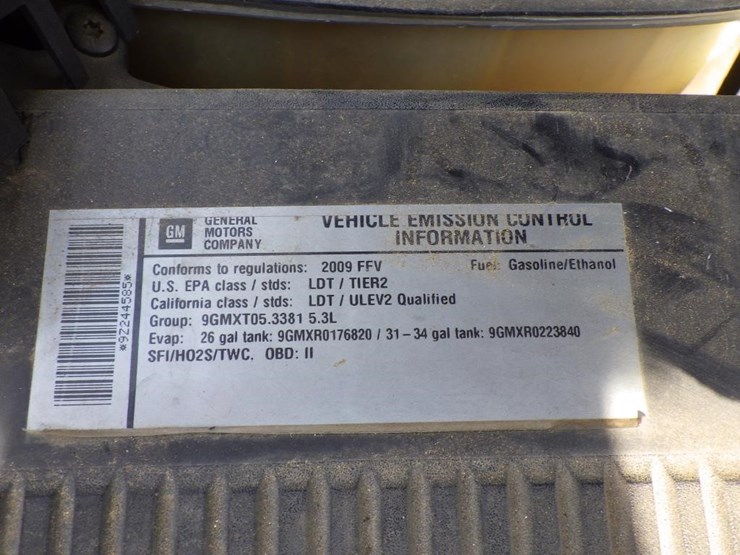 *9Z244585*
GM
GENERAL
MOTORS
COMPANY
VEHICLE EMISSION CONTROL
INFORMATION
Conforms to regulations: 2009 FFV Fuel: Gasoline/Ethanol
U.S. EPA class / stds: LDT / TIER2
California class / stds: LDT / ULEV2 Qualified
Group: 9GMXT05.3381 5.3L
Evap: 26 gal tank: 9GMXR0176820 / 31 – 34 gal tank: 9GMXR0223840
SFI/HO2S/TWC, OBD: II